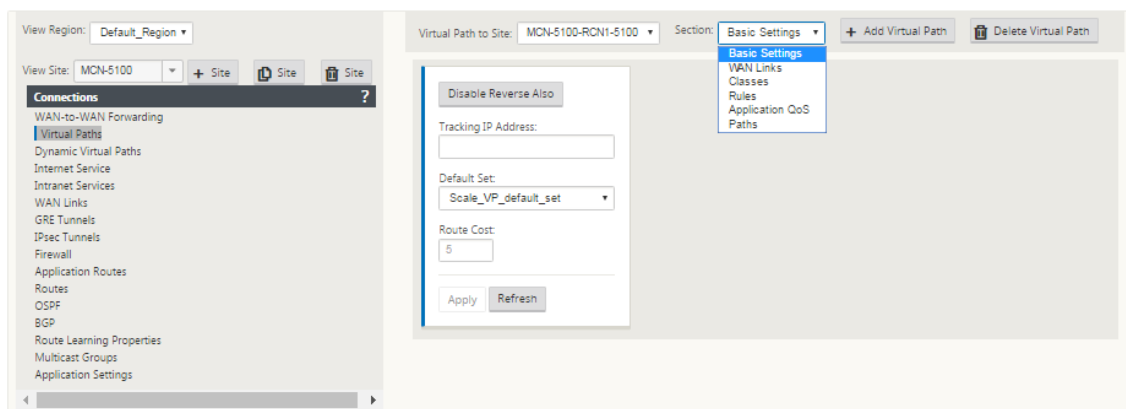 View Region: Default_Region
View Site: MCN-5100 + Site Site Site
Connections ?
WAN-to-WAN Forwarding
Virtual Paths
Dynamic Virtual Paths
Internet Service
Intranet Services
WAN Links
GRE Tunnels
IPsec Tunnels
Firewall
Application Routes
Routes
OSPF
BGP
Route Learning Properties
Multicast Groups
Application Settings
Virtual Path to Site: MCN-5100-RCN1-5100 Section: Basic Settings + Add Virtual Path Delete Virtual Path
Basic Settings
WAN Links
Classes
Rules
Application QoS
Paths
Disable Reverse Also
Tracking IP Address:
Default Set:
Scale_VP_default_set
Route Cost:
5
Apply Refresh